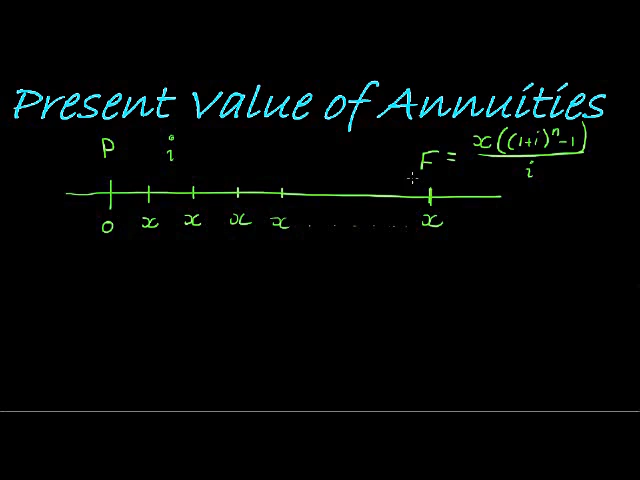 Present Value of Annuities
P i F = x((1+i)^n-1)/i
0 x x x x . . . . . . . x